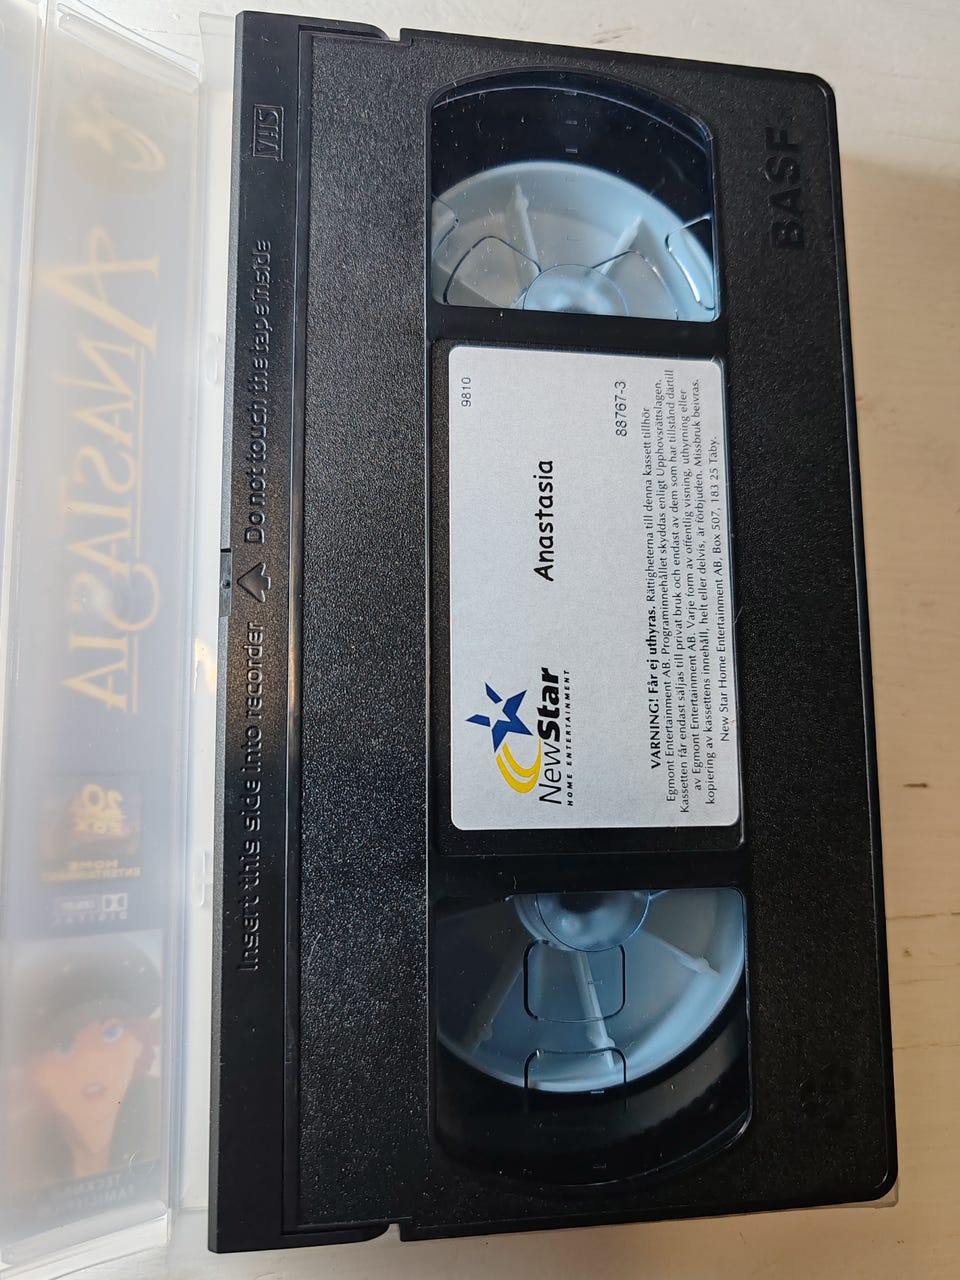 ANASTASIA
20th
FOX
HOME
ENTERTAINMENT
DIGITAL
VHS
Insert this side into recorder
Do not touch the tape inside
9810
NewStar
HOME ENTERTAINMENT
Anastasia
88767-3
VARNING! Får ej uthyras. Rättigheterna till denna kassett tillhör
Egmont Entertainment AB. Programinnehållet skyddas enligt Upphovsrättslagen.
Kassetten får endast säljas till privat bruk och endast av dem som har tillstånd därtill
av Egmont Entertainment AB. Varje form av offentlig visning, uthyrning eller
kopiering av kassettens innehåll, helt eller delvis, är förbjuden. Missbruk beivras.
New Star Home Entertainment AB, Box 507, 183 25 Täby.
BASF